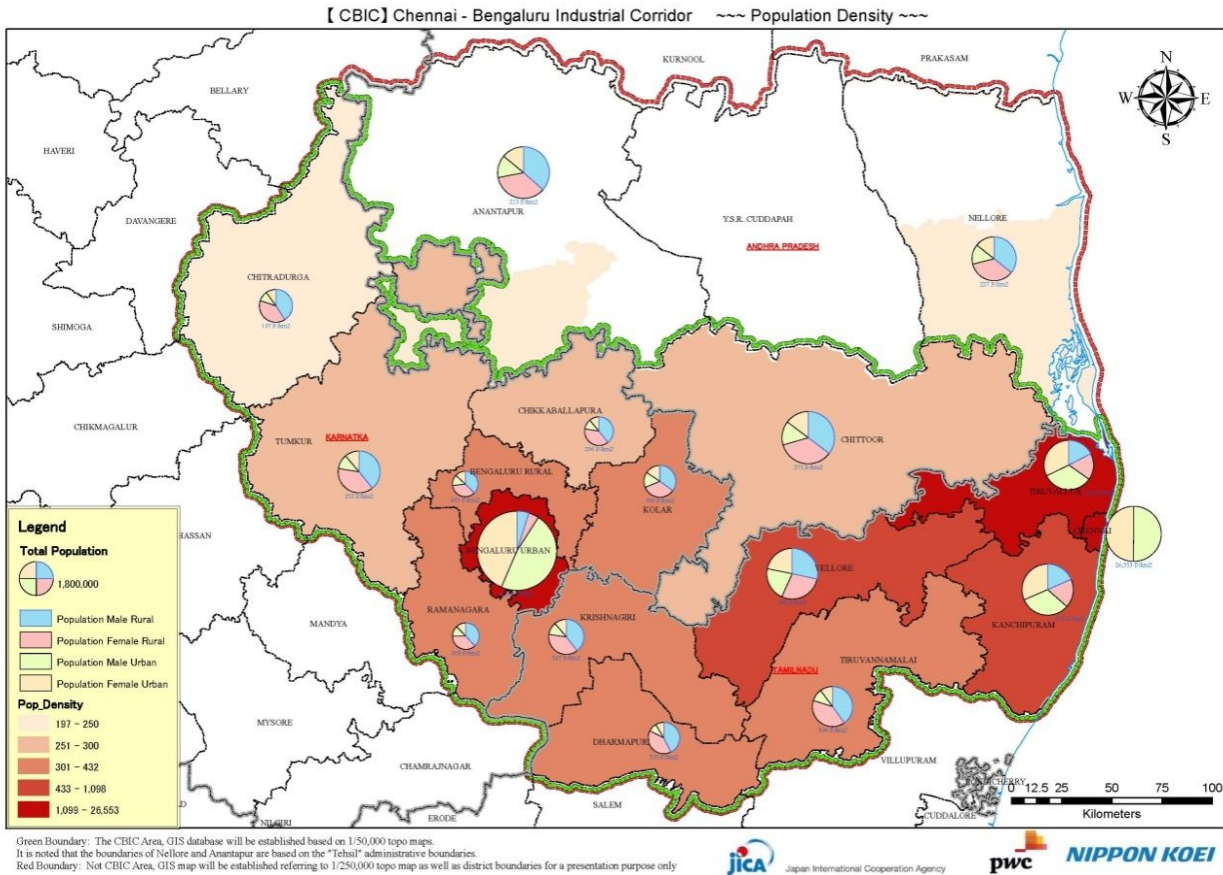 【 CBIC】 Chennai - Bengaluru Industrial Corridor ~~~ Population Density ~~~
KURNOOL
PRAKASAM
N
W E
S
BELLARY
HAVERI
DAVANGERE
ANANTAPUR
Y.S.R. CUDDAPAH
NELLORE
ANDHRA PRADESH
CHITRADURGA
SHIMOGA
CHIKMAGALUR
CHIKKABALLAPURA
CHITTOOR
TUMKUR
KARNATKA
BENGALURU RURAL
KOLAR
TIRUVALLUR
CHENNAI
BENGALURU URBAN
VELLORE
HASSAN
RAMANAGARA
KRISHNAGIRI
KANCHIPURAM
MANDYA
TIRUVANNAMALAI
TAMILNADU
MYSORE
DHARMAPURI
VILLUPURAM
CHAMRAJNAGAR
SALEM
CUDDALORE
NILGIRI
ERODE
Legend
Total Population
1,800,000
Population Male Rural
Population Female Rural
Population Male Urban
Population Female Urban
Pop_Density
197 - 250
251 - 300
301 - 432
433 - 1,098
1,099 - 26,553
0 12.5 25 50 75 100
Kilometers
Green Boundary: The CBIC Area, GIS database will be established based on 1/50,000 topo maps.
It is noted that the boundaries of Nellore and Anantapur are based on the "Tehsil" administrative boundaries.
Red Boundary: Not CBIC Area, GIS map will be established referring to 1/250,000 topo map as well as district boundaries for a presentation purpose only
JICA Japan International Cooperation Agency
pwc
NIPPON KOEI